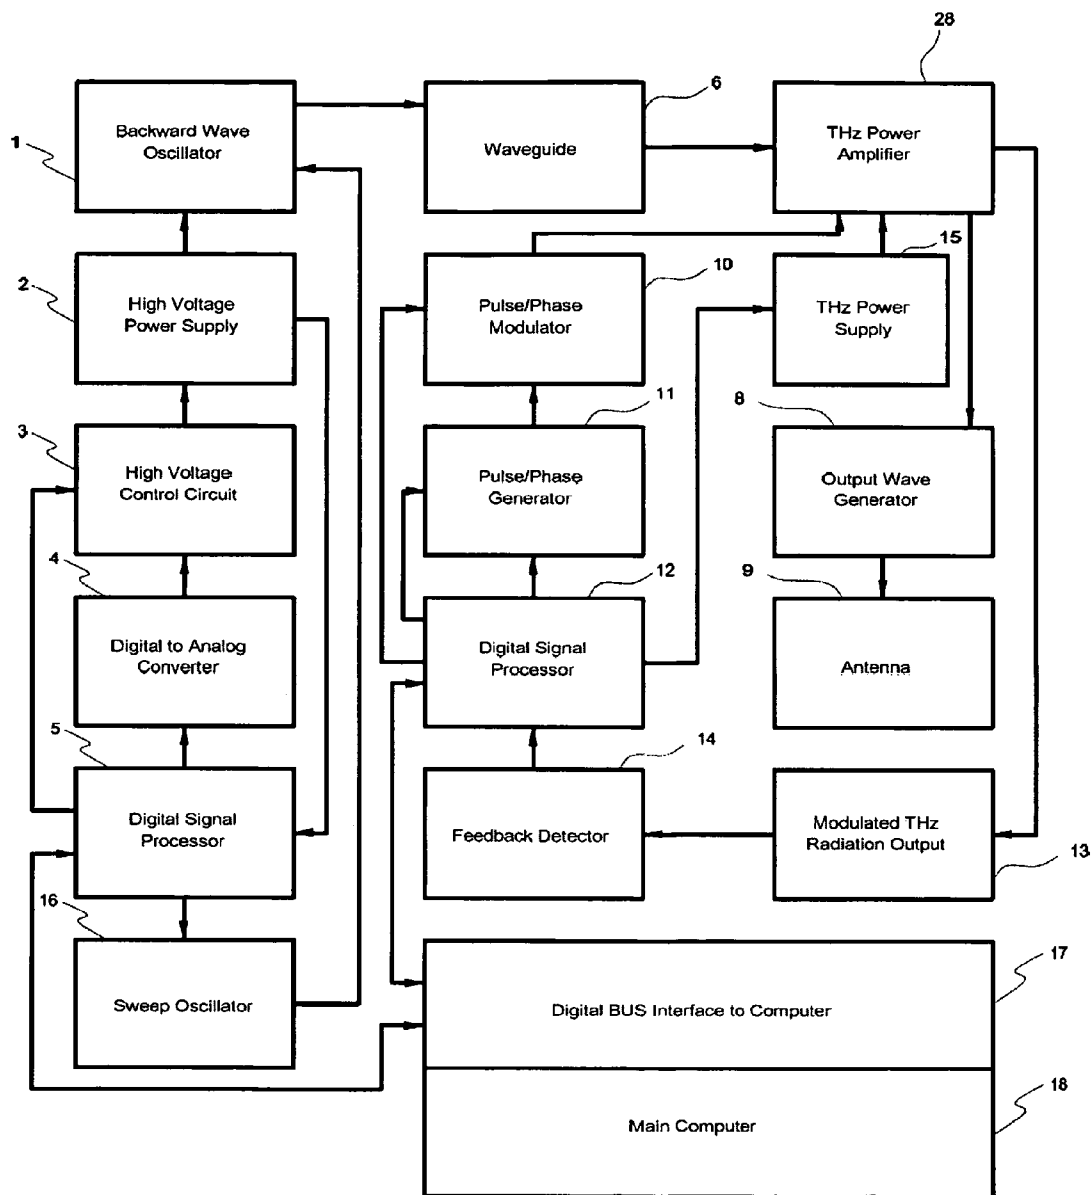 28
6
Backward Wave
Oscillator
1
Waveguide
THz Power
Amplifier
15
2
High Voltage
Power Supply
10
Pulse/Phase
Modulator
THz Power
Supply
11
8
3
High Voltage
Control Circuit
Pulse/Phase
Generator
Output Wave
Generator
4
12
9
Digital to Analog
Converter
Digital Signal
Processor
Antenna
5
14
Digital Signal
Processor
Feedback Detector
Modulated THz
Radiation Output
13
16
17
Sweep Oscillator
Digital BUS Interface to Computer
18
Main Computer